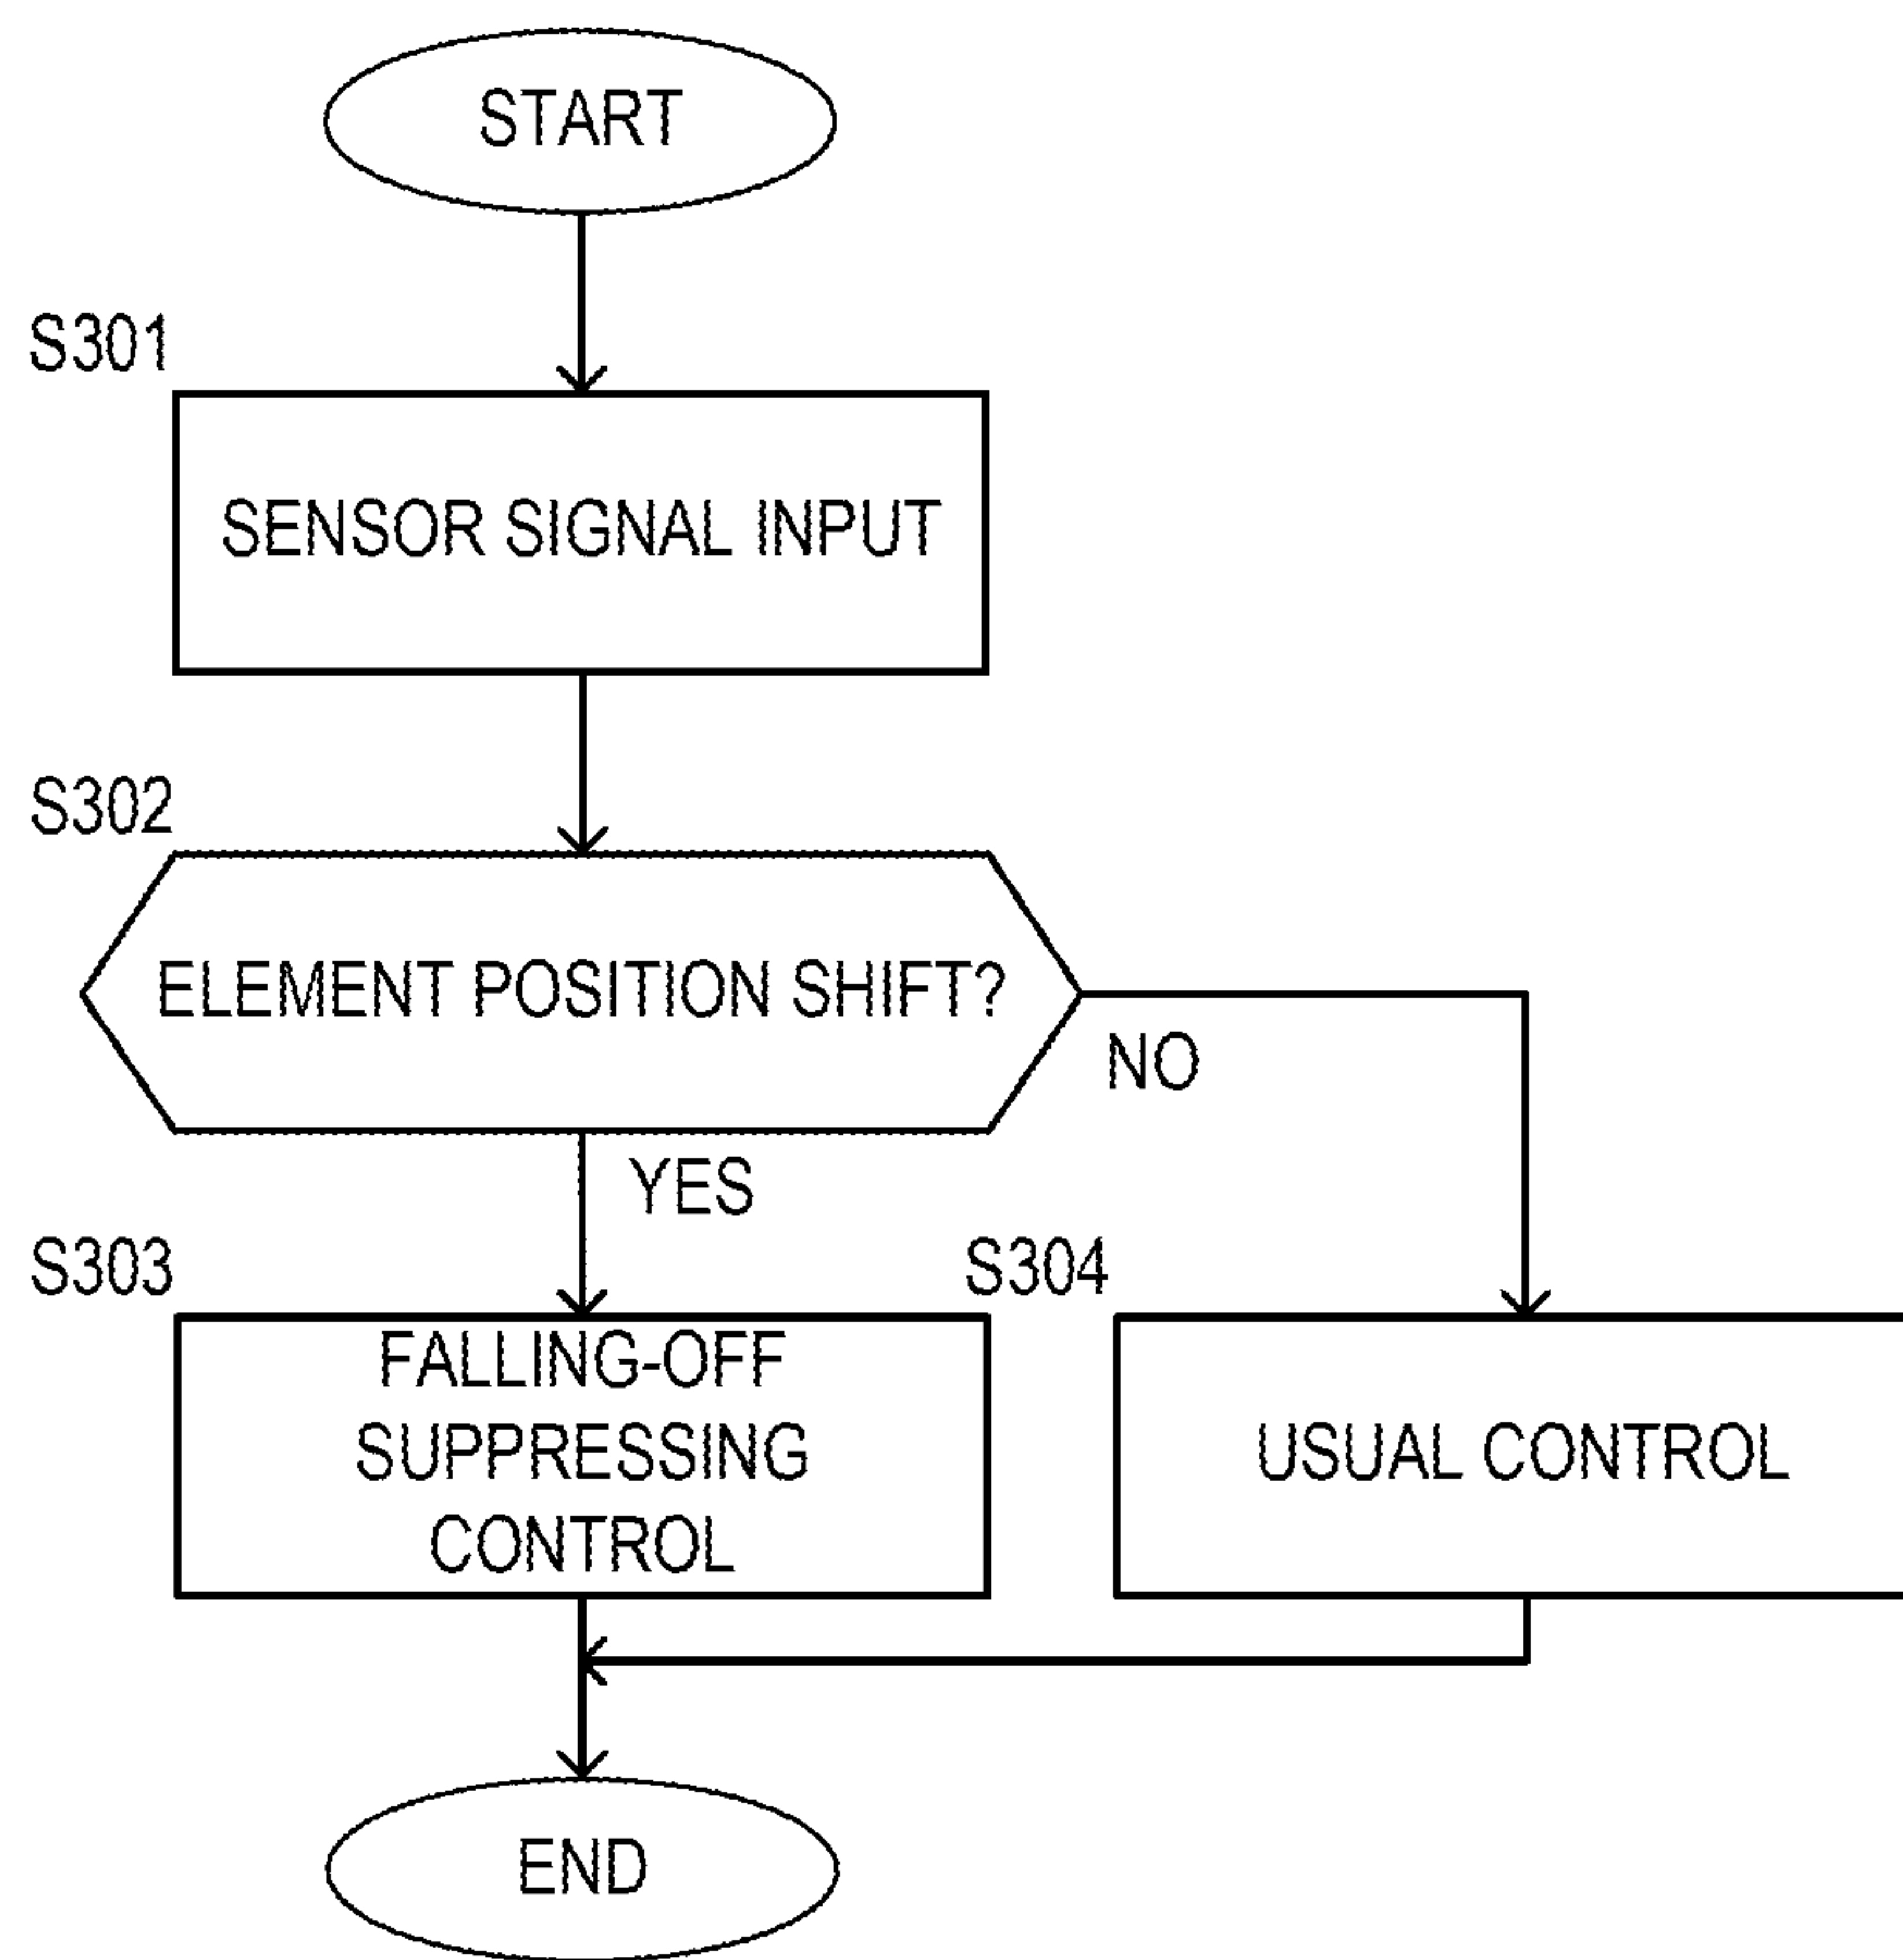 START
S301
SENSOR SIGNAL INPUT
S302
ELEMENT POSITION SHIFT?
NO
YES
S303
FALLING-OFF
SUPPRESSING
CONTROL
S304
USUAL CONTROL
END